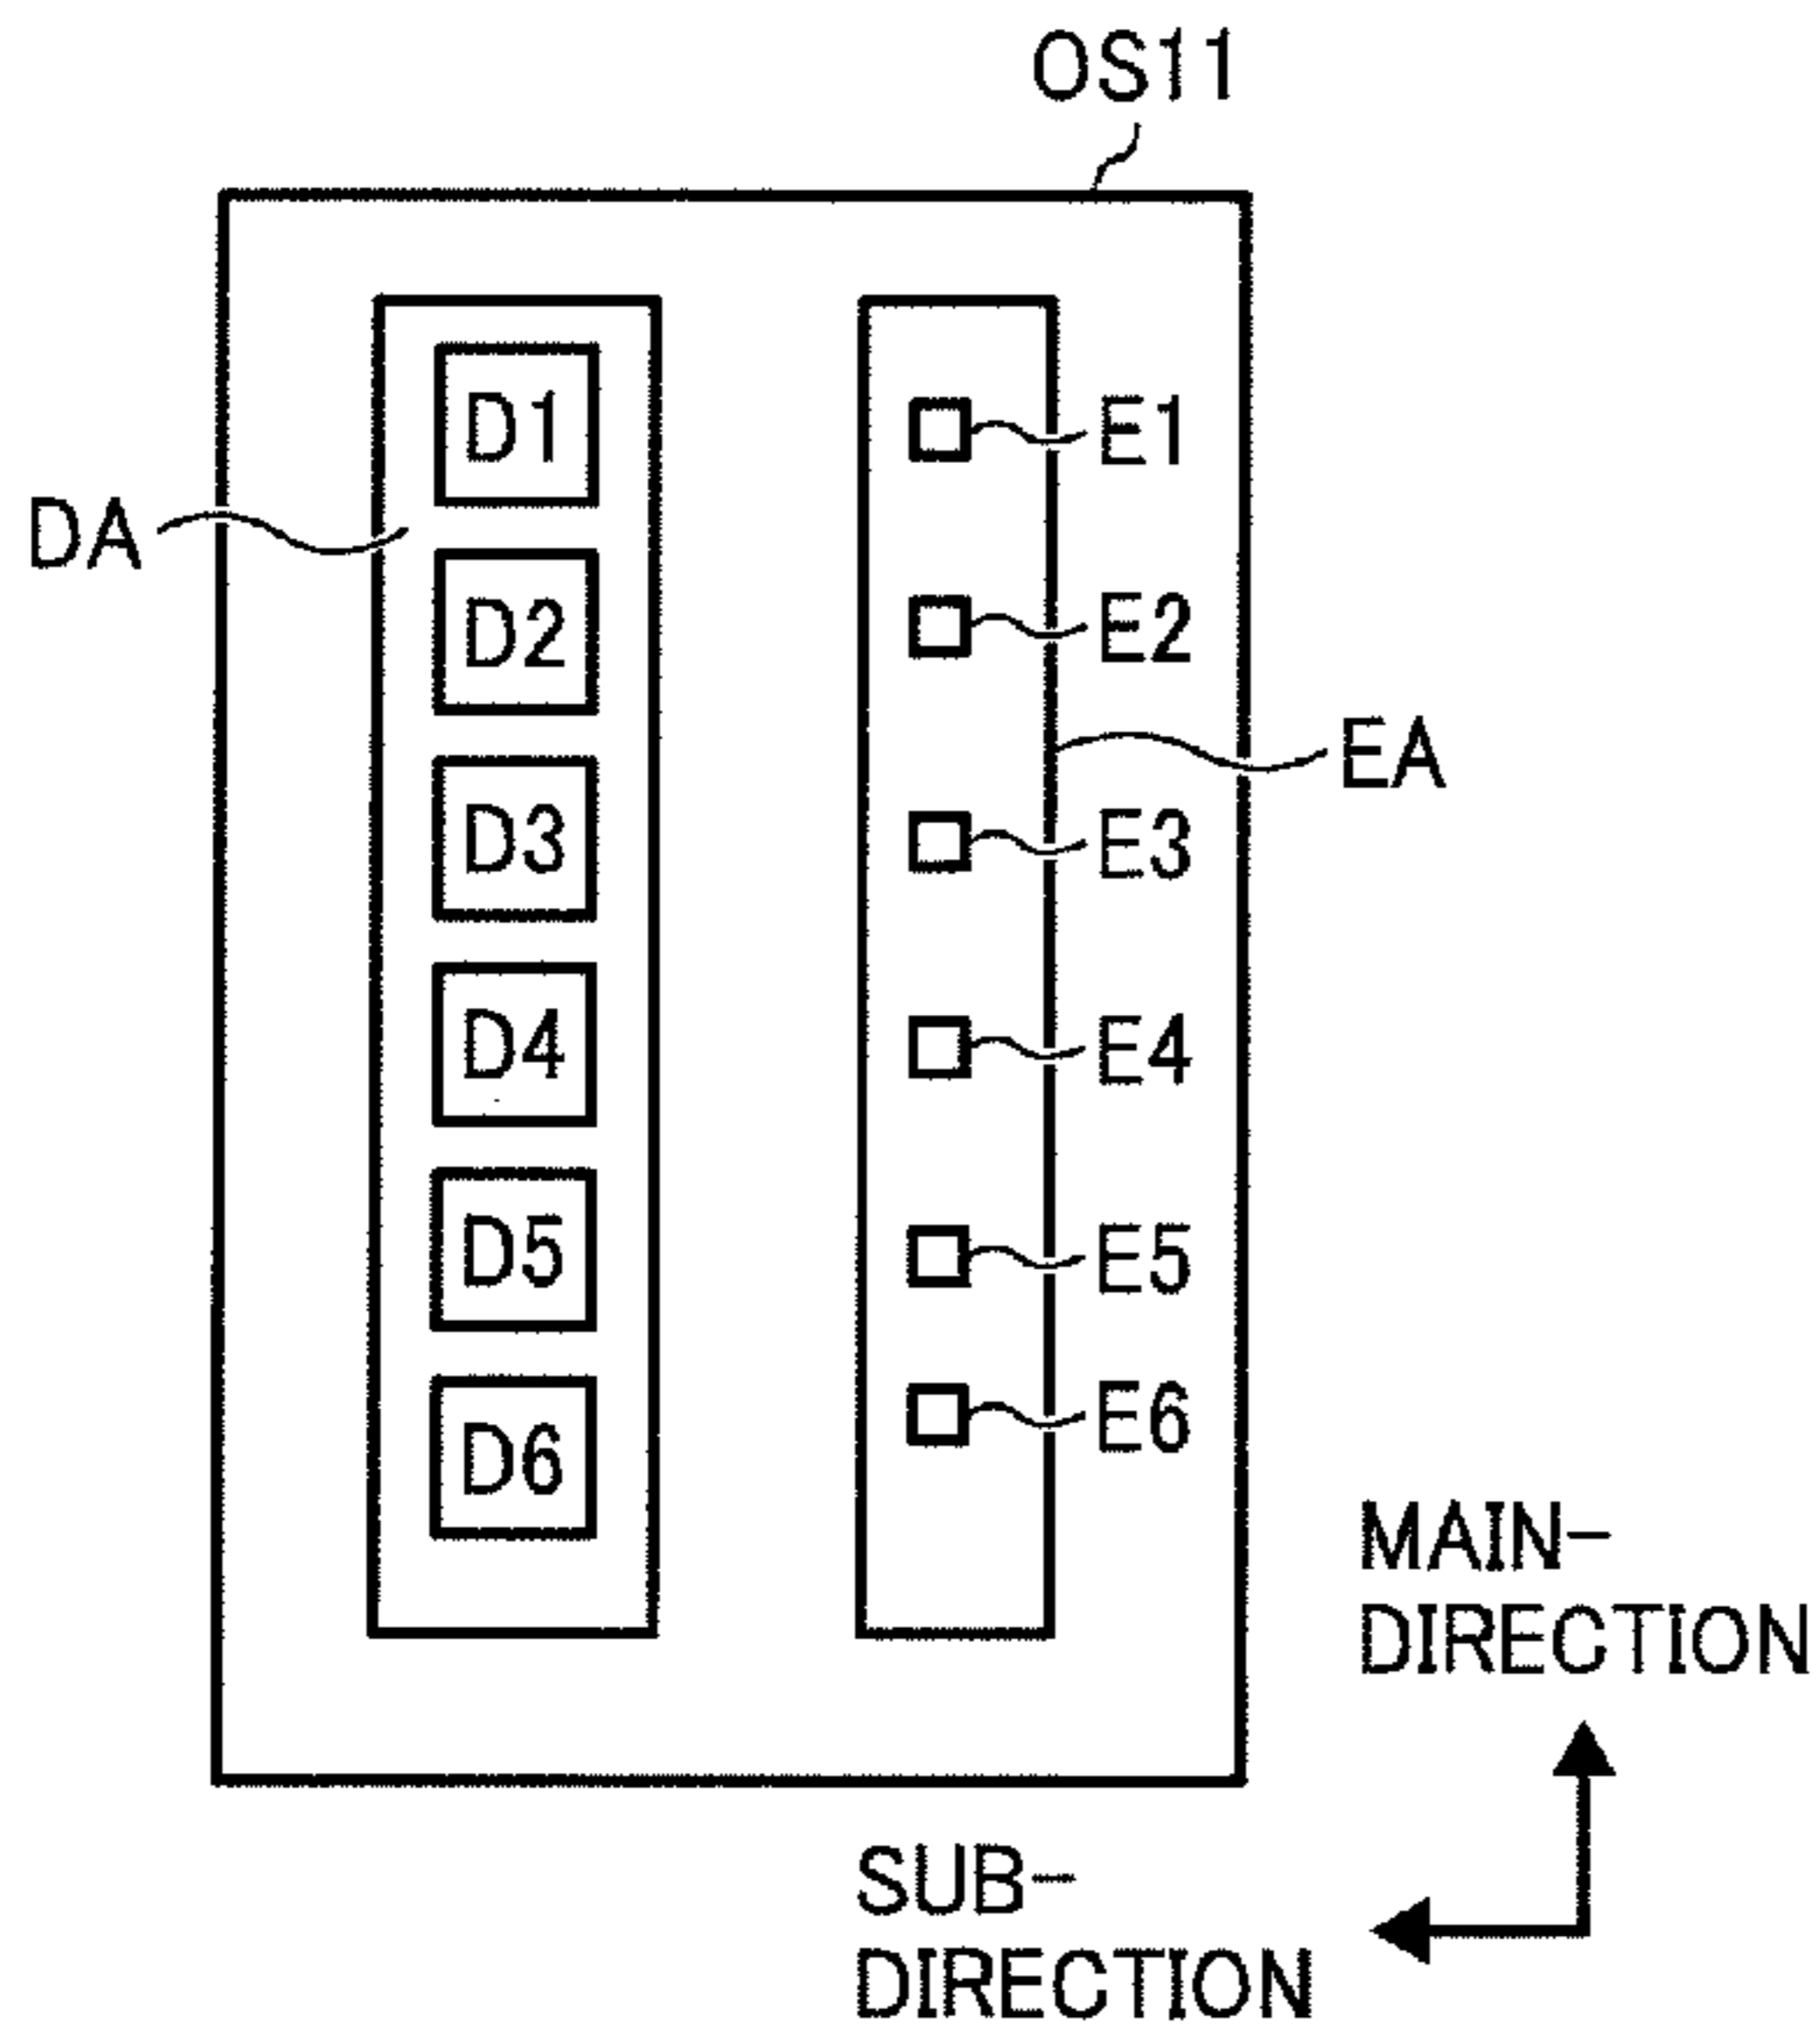 OS11
D1
E1
DA
D2
E2
EA
D3
E3
D4
E4
D5
E5
D6
E6
MAIN-
DIRECTION
SUB-
DIRECTION